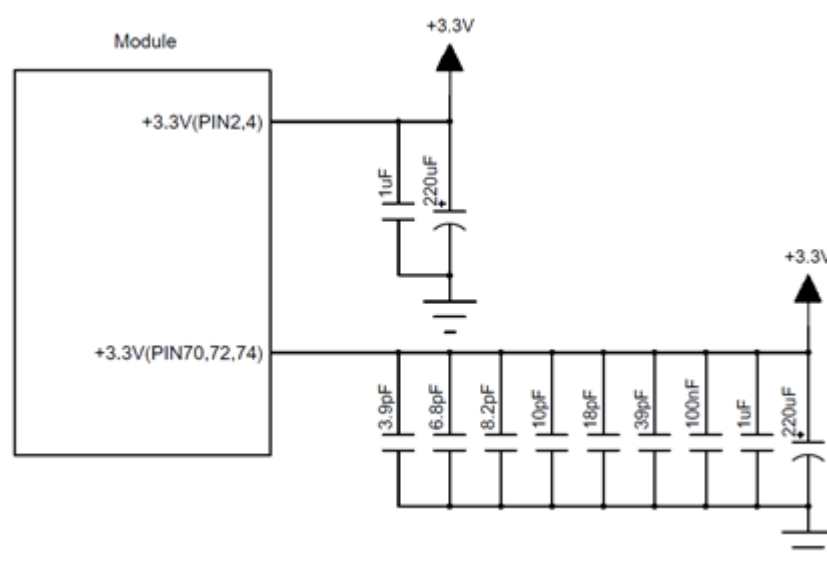 +3.3V
Module
+3.3V(PIN2,4)
1uF
220uF
+
+3.3V
+3.3V(PIN70,72,74)
3.9pF
6.8pF
8.2pF
10pF
18pF
39pF
100nF
1uF
220uF
+